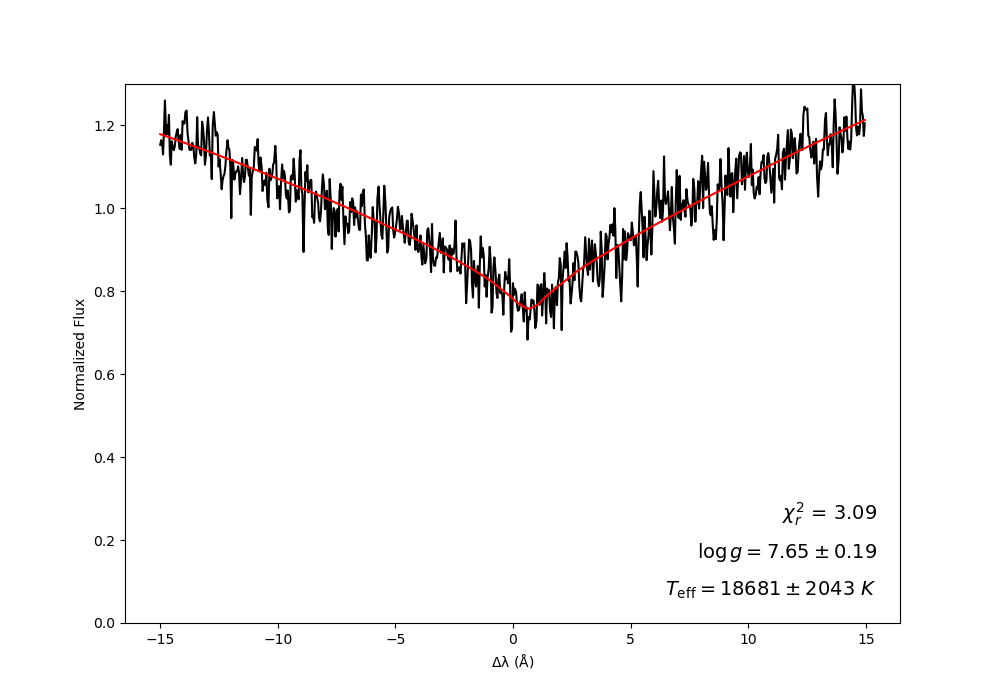 1.2
1.0
0.8
0.6
0.4
0.2
0.0
Normalized Flux
χ²ᵣ = 3.09
log g = 7.65 ± 0.19
T_eff = 18681 ± 2043 K
−15 −10 −5 0 5 10 15
Δλ (Å)